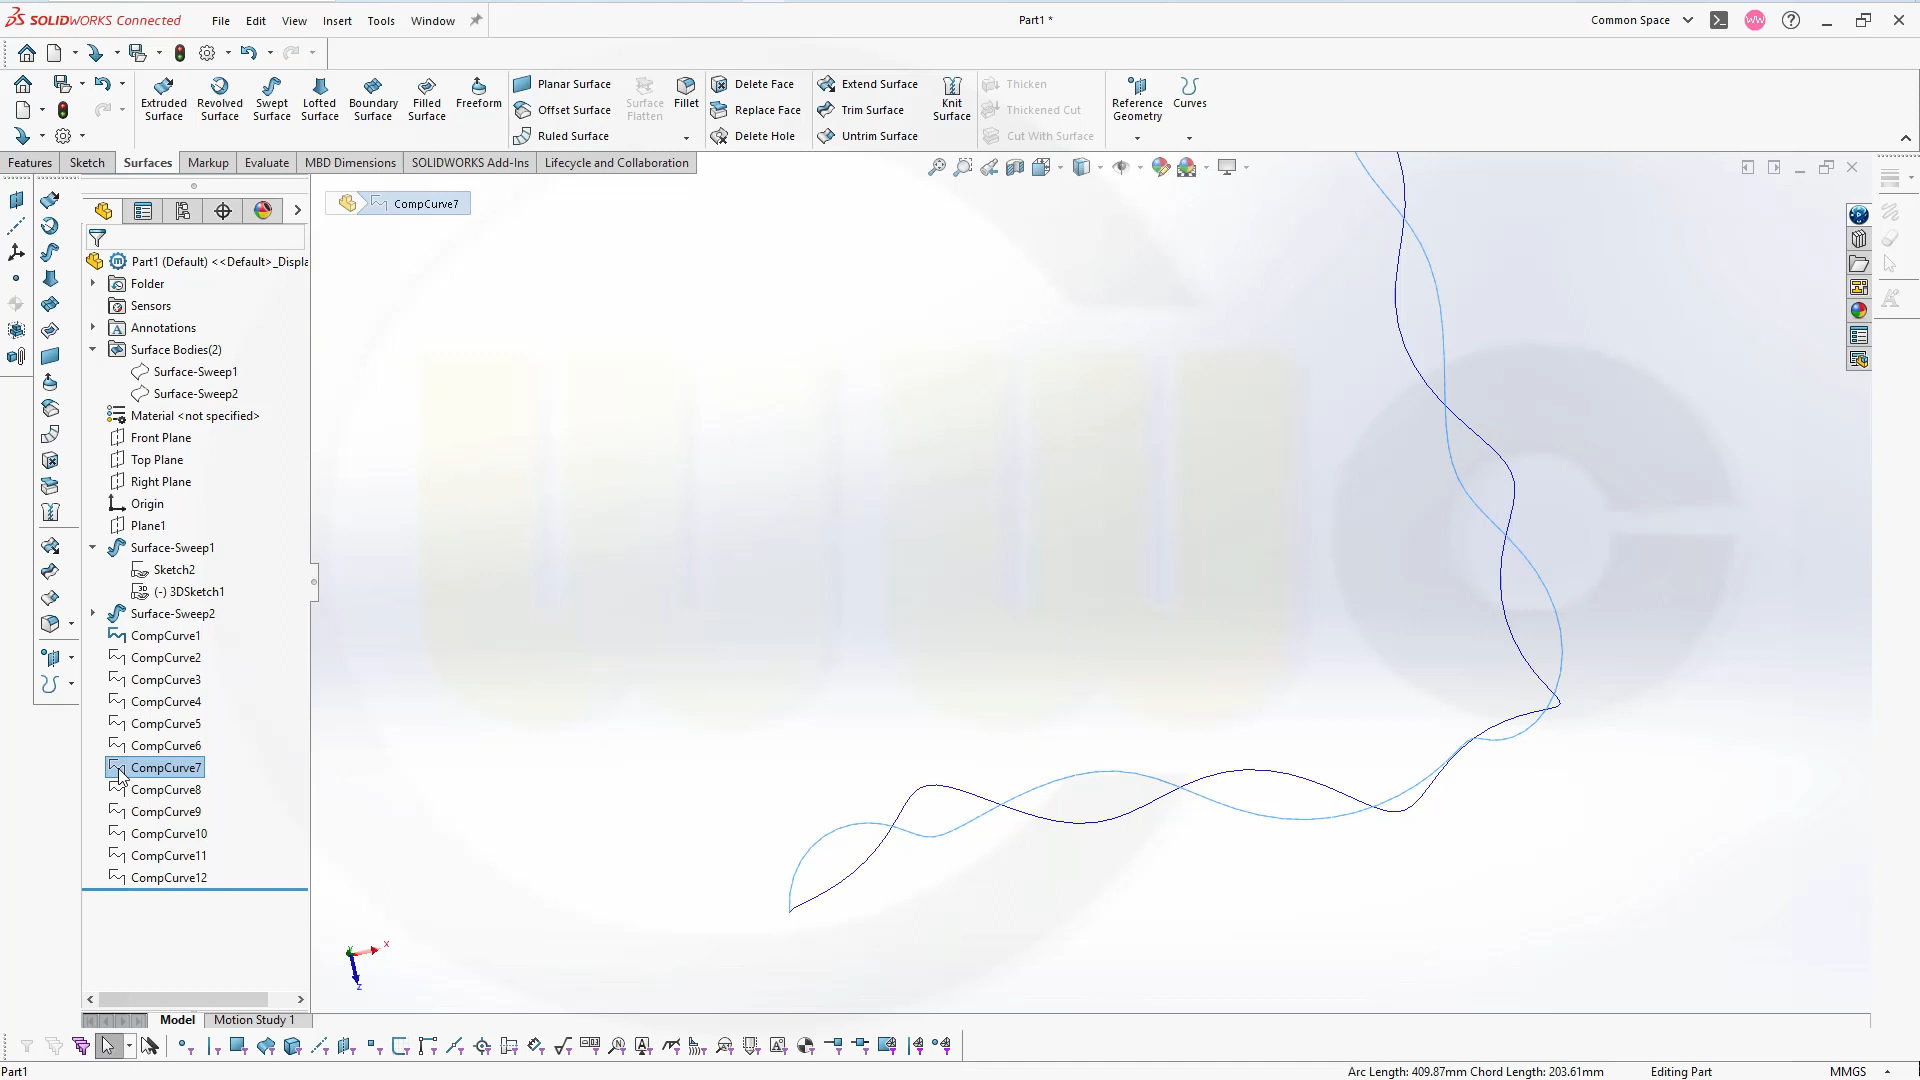 SOLIDWORKS Connected
File Edit View Insert Tools Window
Part1 *
Common Space
WW
Extruded Surface
Revolved Surface
Swept Surface
Lofted Surface
Boundary Surface
Filled Surface
Freeform
Planar Surface
Offset Surface
Ruled Surface
Surface Flatten
Fillet
Delete Face
Replace Face
Delete Hole
Extend Surface
Trim Surface
Untrim Surface
Knit Surface
Thicken
Thickened Cut
Cut With Surface
Reference Geometry
Curves
Features Sketch Surfaces Markup Evaluate MBD Dimensions SOLIDWORKS Add-Ins Lifecycle and Collaboration
CompCurve7
Part1 (Default) <<Default>_Displa
Folder
Sensors
Annotations
Surface Bodies(2)
Surface-Sweep1
Surface-Sweep2
Material <not specified>
Front Plane
Top Plane
Right Plane
Origin
Plane1
Surface-Sweep1
Sketch2
(-) 3DSketch1
Surface-Sweep2
CompCurve1
CompCurve2
CompCurve3
CompCurve4
CompCurve5
CompCurve6
CompCurve7
CompCurve8
CompCurve9
CompCurve10
CompCurve11
CompCurve12
x
y
z
Model Motion Study 1
Part1
Arc Length: 409.87mm Chord Length: 203.61mm
Editing Part
MMGS